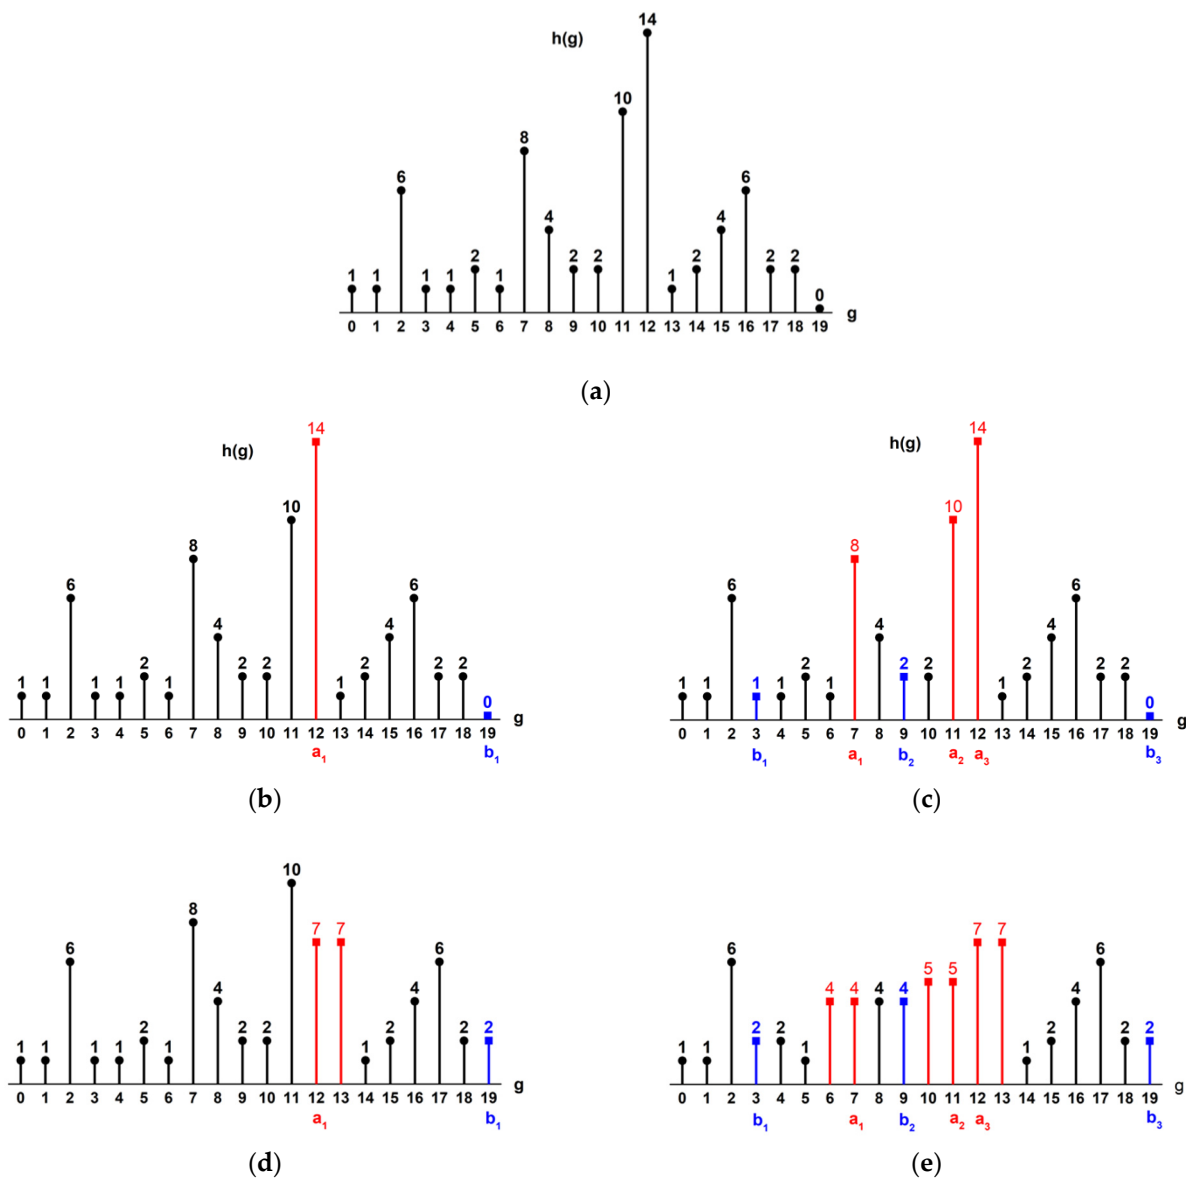 h(g)
1 1 6 1 1 2 1 8 4 2 2 10 14 1 2 4 6 2 2 0
0 1 2 3 4 5 6 7 8 9 10 11 12 13 14 15 16 17 18 19 g
(a)
h(g)
1 1 6 1 1 2 1 8 4 2 2 10 14 1 2 4 6 2 2 0
0 1 2 3 4 5 6 7 8 9 10 11 12 13 14 15 16 17 18 19 g
a1 b1
(b)
h(g)
1 1 6 1 1 2 1 8 4 2 2 10 14 1 2 4 6 2 2 0
0 1 2 3 4 5 6 7 8 9 10 11 12 13 14 15 16 17 18 19 g
b1 a1 b2 a2 a3 b3
(c)
1 1 6 1 1 2 1 8 4 2 2 10 7 7 1 2 4 6 2 2
0 1 2 3 4 5 6 7 8 9 10 11 12 13 14 15 16 17 18 19 g
a1 b1
(d)
1 1 6 2 2 1 4 4 4 4 5 5 7 7 1 2 4 6 2 2
0 1 2 3 4 5 6 7 8 9 10 11 12 13 14 15 16 17 18 19 g
b1 a1 b2 a2 a3 b3
(e)